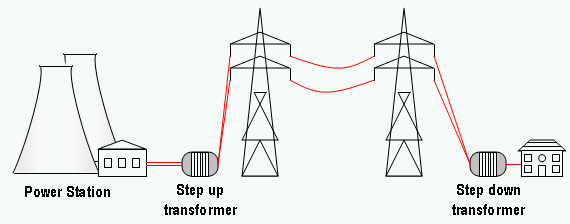 Power Station
Step up
transformer
Step down
transformer